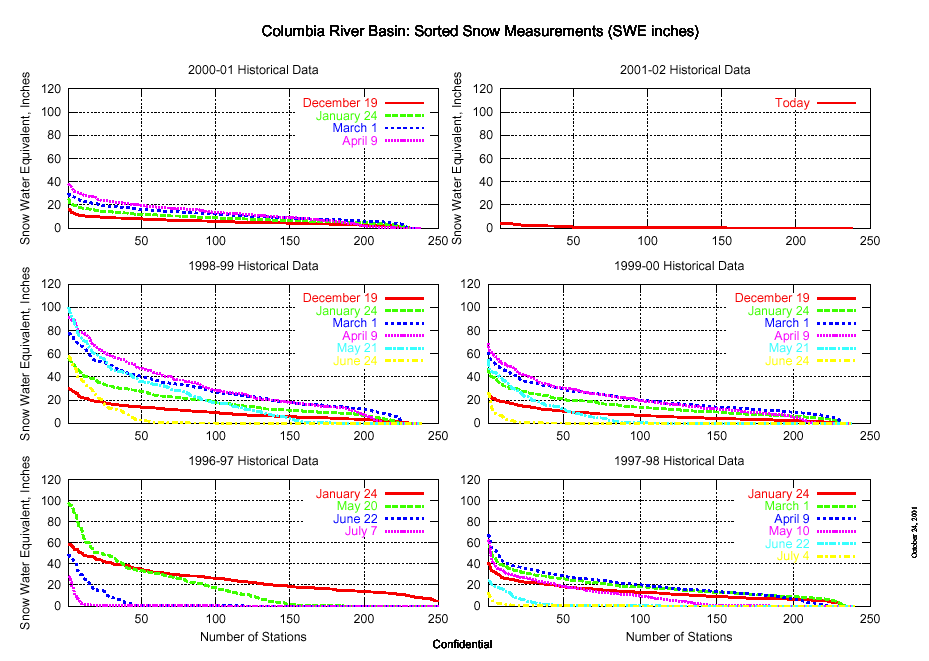 Columbia River Basin: Sorted Snow Measurements (SWE inches)
2000-01 Historical Data
Snow Water Equivalent, Inches
120
100
80
60
40
20
0
December 19
January 24
March 1
April 9
50 100 150 200 250
2001-02 Historical Data
Snow Water Equivalent, Inches
120
100
80
60
40
20
0
Today
50 100 150 200 250
1998-99 Historical Data
Snow Water Equivalent, Inches
120
100
80
60
40
20
0
December 19
January 24
March 1
April 9
May 21
June 24
50 100 150 200 250
1999-00 Historical Data
120
100
80
60
40
20
0
December 19
January 24
March 1
April 9
May 21
June 24
50 100 150 200 250
1996-97 Historical Data
Snow Water Equivalent, Inches
120
100
80
60
40
20
0
January 24
May 20
June 22
July 7
50 100 150 200 250
Number of Stations
1997-98 Historical Data
120
100
80
60
40
20
0
January 24
March 1
April 9
May 10
June 22
July 4
50 100 150 200 250
Number of Stations
October 24, 2001
Confidential